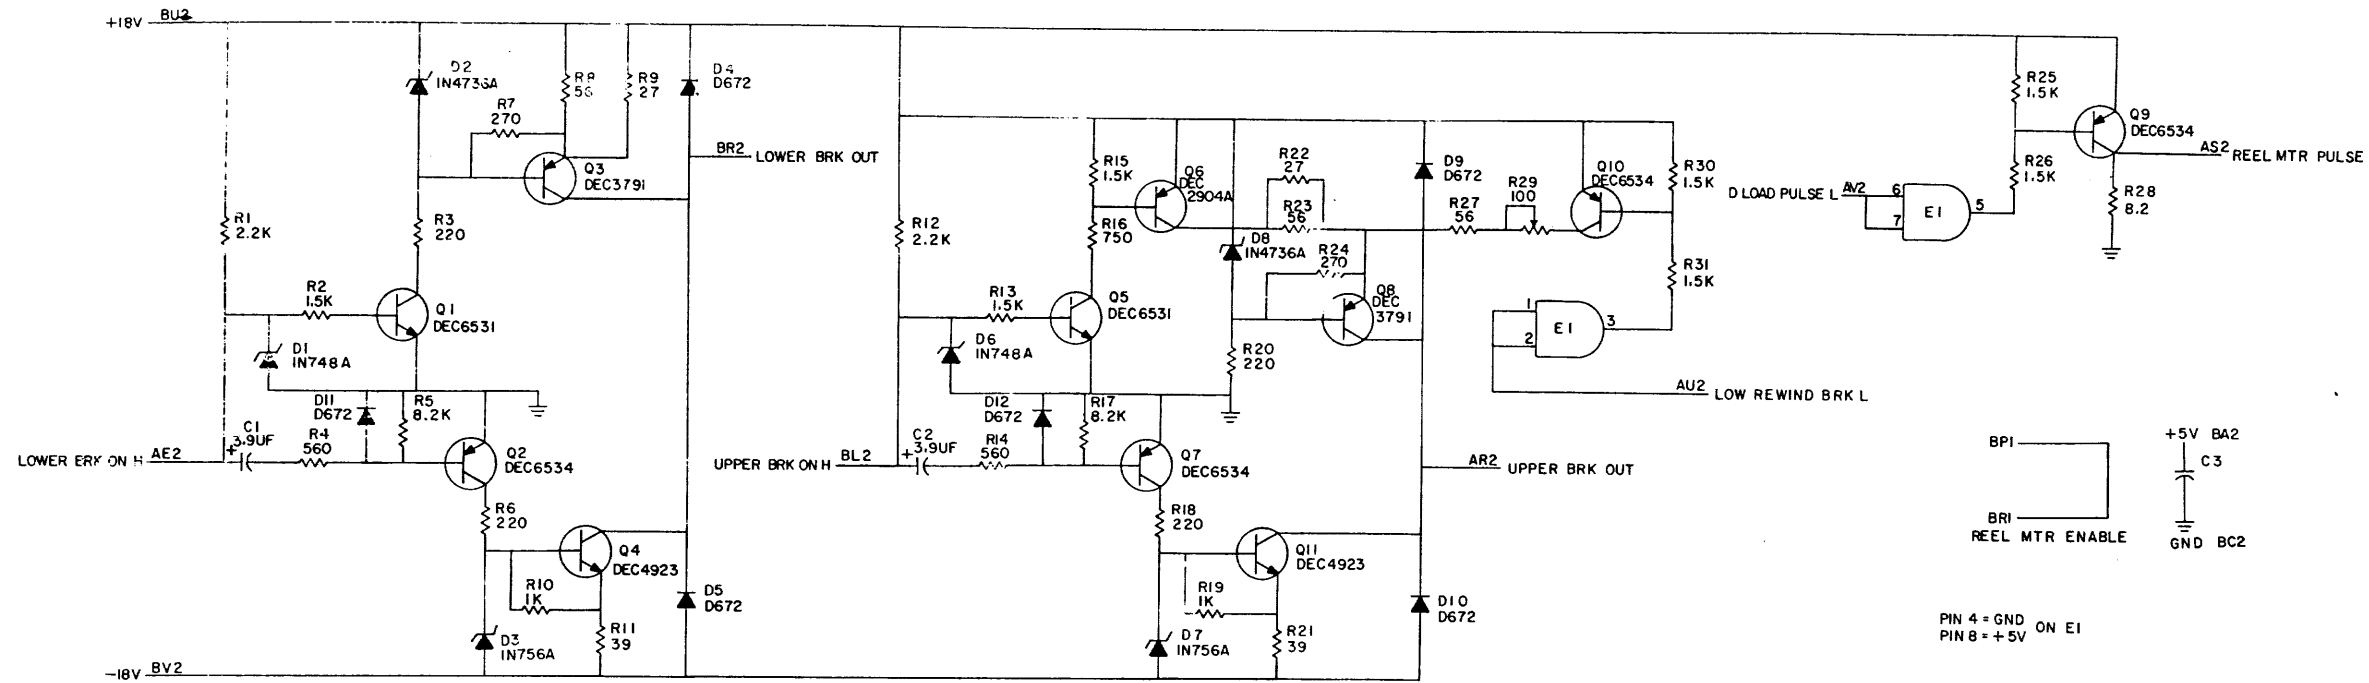 +18V BU2
D2
IN4736A
R8
56
R9
27
D4
D672
R7
270
Q3
DEC3791
BR2 LOWER BRK OUT
R1
2.2K
R3
220
R2
1.5K
Q1
DEC6531
D1
IN748A
D11
D672
R5
8.2K
C1
3.9UF
R4
560
LOWER BRK ON H AE2
+
Q2
DEC6534
R6
220
Q4
DEC4923
R10
1K
D3
IN756A
R11
39
D5
D672
-18V BV2
R12
2.2K
R15
1.5K
Q6
DEC
2904A
R16
750
R22
27
R23
56
D8
IN4736A
R24
270
D9
D672
R27
56
R29
100
Q10
DEC6534
R30
1.5K
R31
1.5K
R13
1.5K
Q5
DEC6531
D6
IN748A
Q8
DEC
3791
R20
220
D12
D672
R17
8.2K
C2
3.9UF
R14
560
UPPER BRK ON H BL2
+
Q7
DEC6534
AR2 UPPER BRK OUT
R18
220
Q11
DEC4923
R19
1K
D7
IN756A
R21
39
D10
D672
1
2
E1
3
AU2 LOW REWIND BRK L
R25
1.5K
Q9
DEC6534
AS2 REEL MTR PULSE
R26
1.5K
R28
8.2
D LOAD PULSE L AV2
6
7
E1
5
BP1
BR1
REEL MTR ENABLE
+5V BA2
C3
GND BC2
PIN 4 = GND
PIN 8 = +5V
ON E1